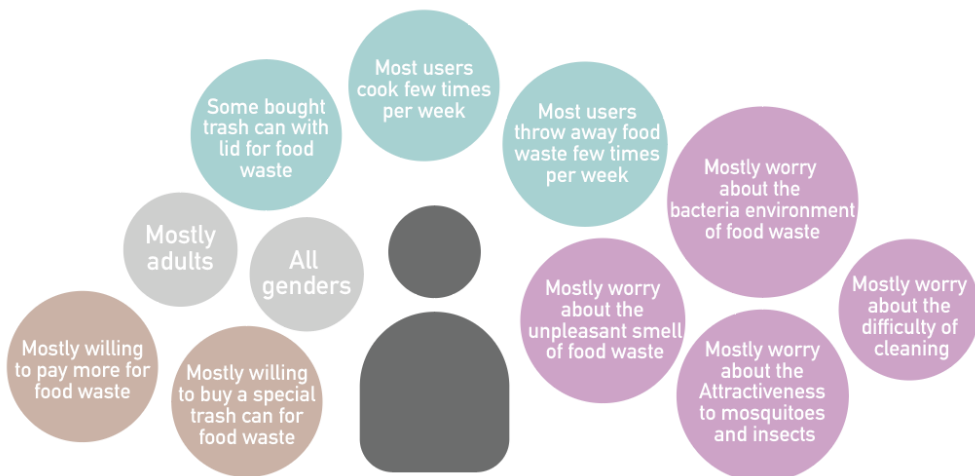 Most users
cook few times
per week
Some bought
trash can with
lid for food
waste
Most users
throw away food
waste few times
per week
Mostly worry
about the
bacteria environment
of food waste
Mostly
adults
All
genders
Mostly worry
about the
unpleasant smell
of food waste
Mostly worry
about the
difficulty of
cleaning
Mostly willing
to pay more for
food waste
Mostly willing
to buy a special
trash can for
food waste
Mostly worry
about the
Attractiveness
to mosquitoes
and insects